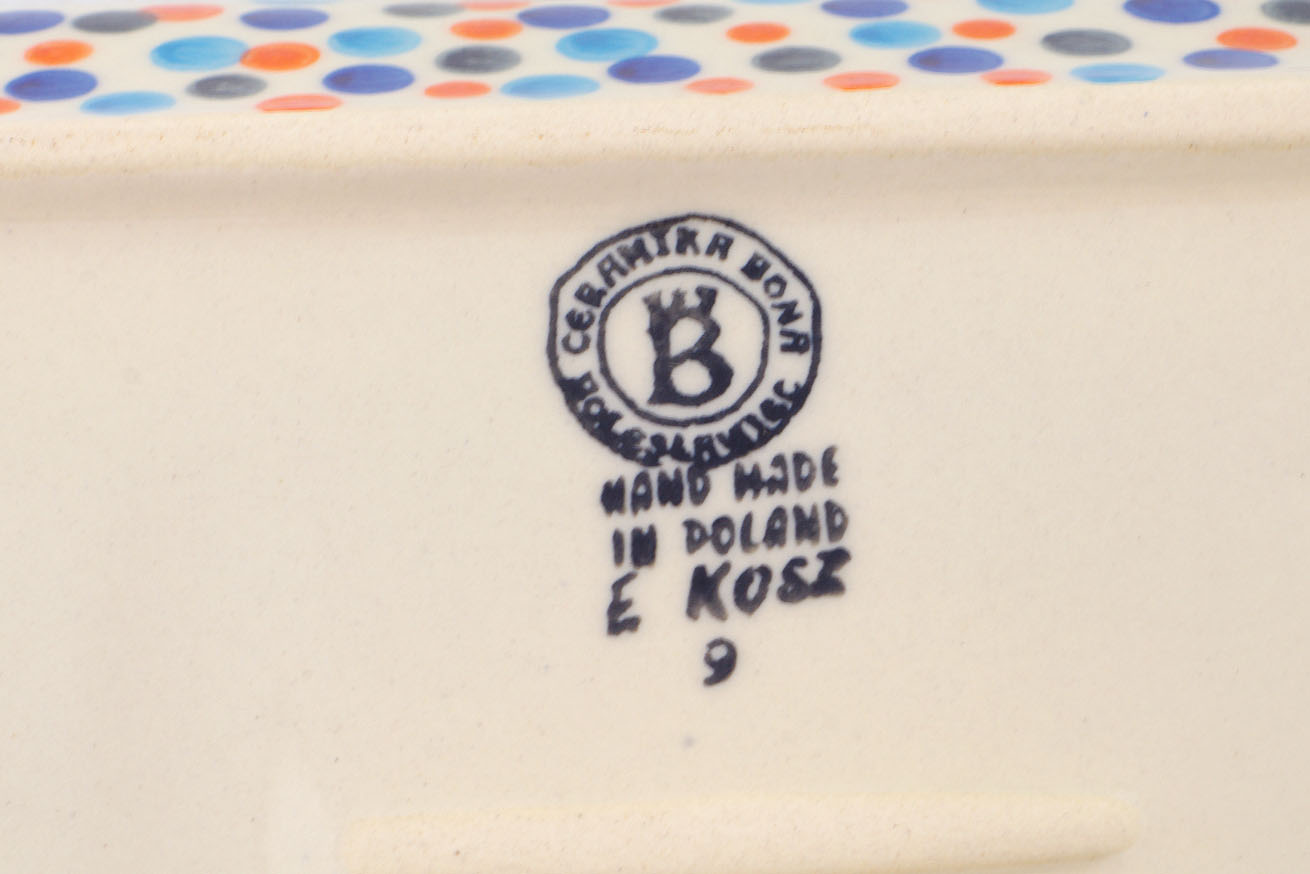 CERAMIKA BONA
B
BOLESŁAWIEC
HAND MADE
IN POLAND
E KOSZ
9